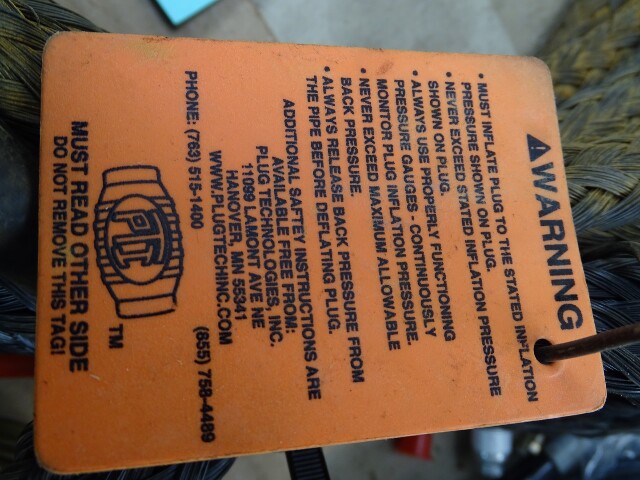 ⚠WARNING
• MUST INFLATE PLUG TO THE STATED INFLATION
PRESSURE SHOWN ON PLUG.
• NEVER EXCEED STATED INFLATION PRESSURE
SHOWN ON PLUG.
• ALWAYS USE PROPERLY FUNCTIONING
PRESSURE GAUGES - CONTINUOUSLY
MONITOR PLUG INFLATION PRESSURE.
• NEVER EXCEED MAXIMUM ALLOWABLE
BACK PRESSURE.
• ALWAYS RELEASE BACK PRESSURE FROM
THE PIPE BEFORE DEFLATING PLUG.
ADDITIONAL SAFTEY INSTRUCTIONS ARE
AVAILABLE FREE FROM:
PLUG TECHNOLOGIES, INC.
11099 LAMONT AVE NE
HANOVER, MN 55341
WWW.PLUGTECHINC.COM
PHONE: (763) 515-1400 (855) 758-4489
TM
MUST READ OTHER SIDE
DO NOT REMOVE THIS TAG!